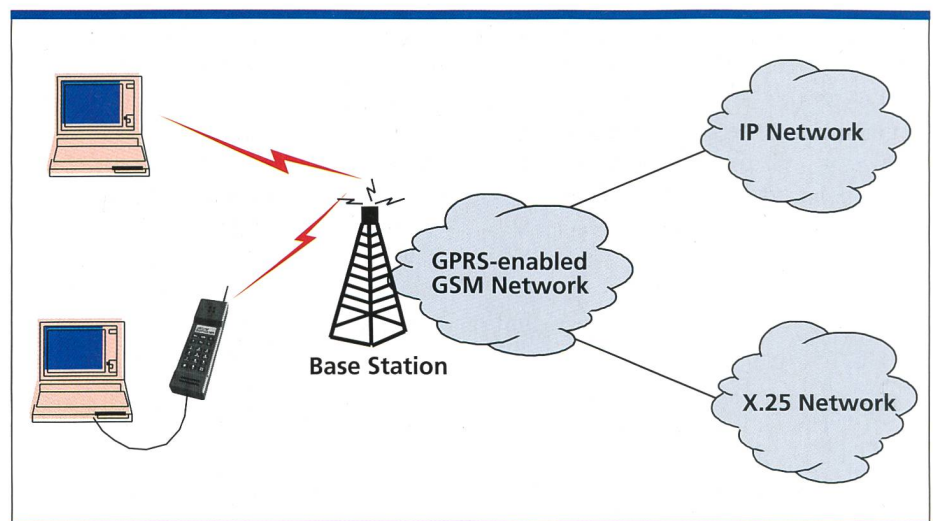 IP Network
GPRS-enabled
GSM Network
Base Station
X.25 Network